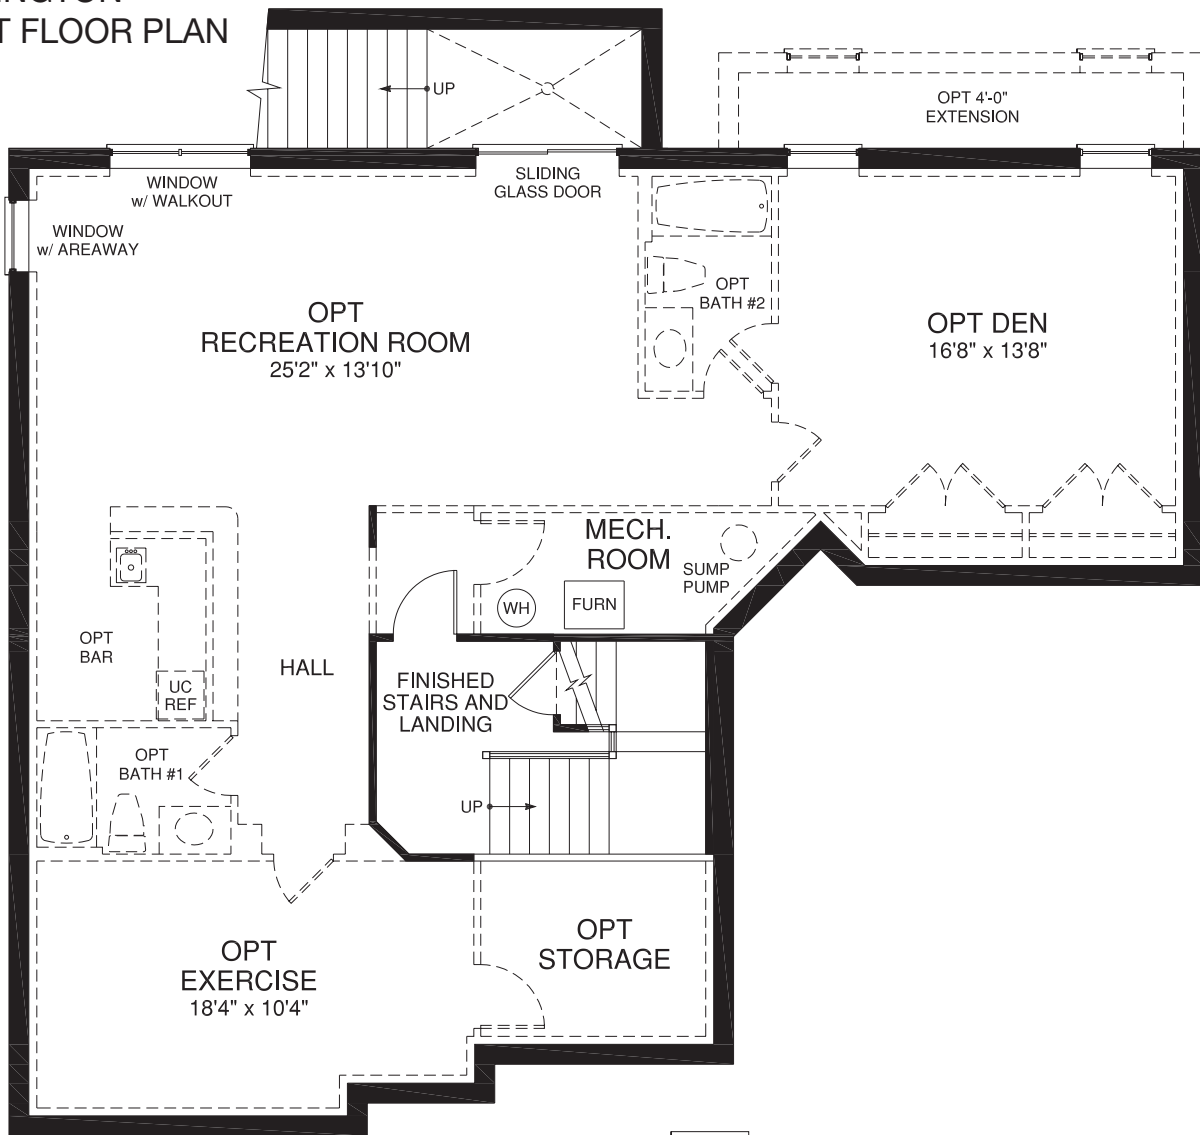 T FLOOR PLAN
UP
OPT 4'-0"
EXTENSION
WINDOW
w/ WALKOUT
SLIDING
GLASS DOOR
WINDOW
w/ AREAWAY
OPT
BATH #2
OPT
RECREATION ROOM
25'2" x 13'10"
OPT DEN
16'8" x 13'8"
MECH.
ROOM
SUMP
PUMP
WH
FURN
OPT
BAR
HALL
UC
REF
FINISHED
STAIRS AND
LANDING
OPT
BATH #1
UP
OPT
EXERCISE
18'4" x 10'4"
OPT
STORAGE